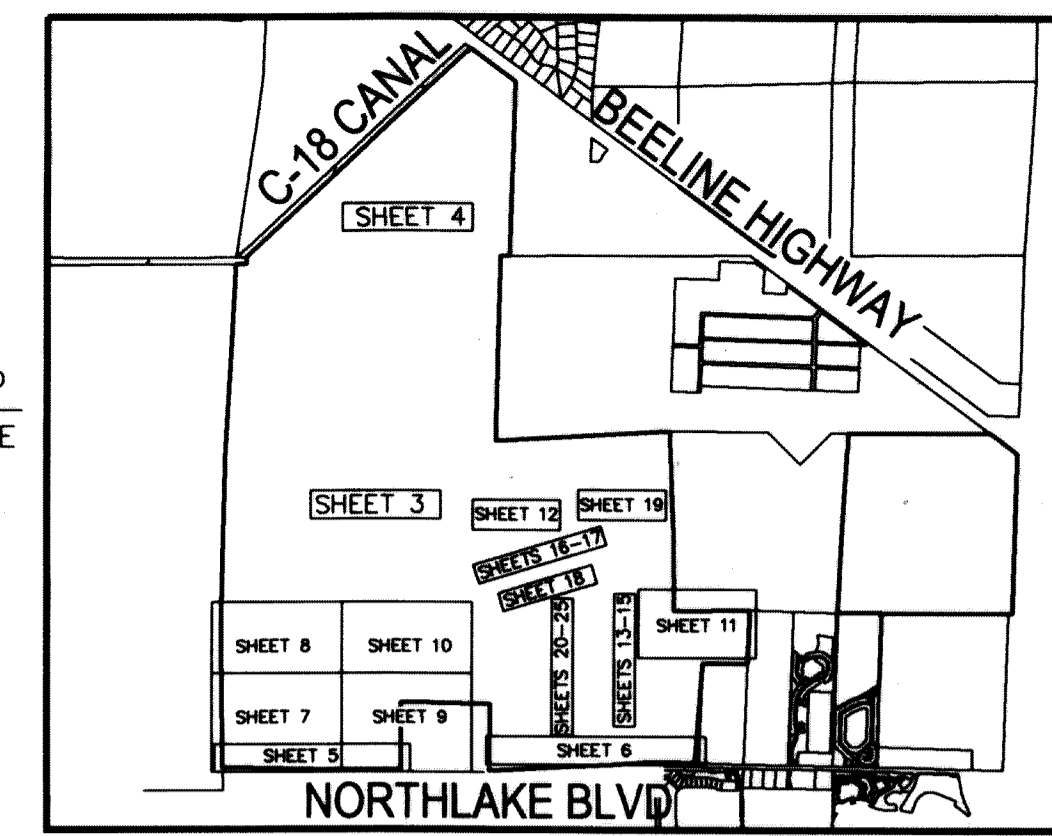 C-18 CANAL
BEELINE HIGHWAY
SHEET 4
E
SHEET 3
SHEET 12
SHEET 19
SHEETS 16-17
SHEET 18
SHEETS 20-25
SHEETS 13-15
SHEET 11
SHEET 8
SHEET 10
SHEET 7
SHEET 9
SHEET 5
SHEET 6
NORTHLAKE BLVD